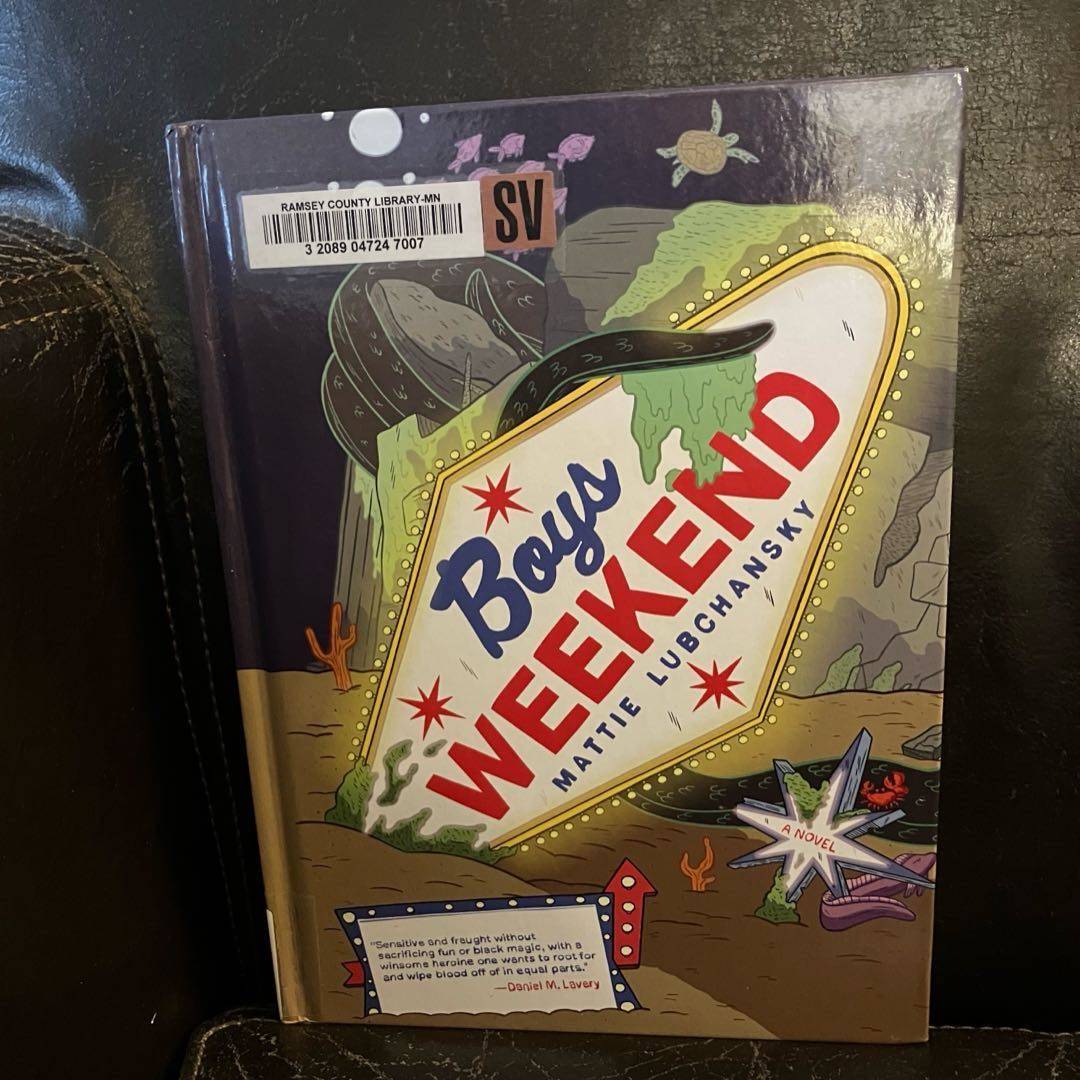 RAMSEY COUNTY LIBRARY-MN
3 2089 04724 7007
SV
Boys
WEEKEND
MATTIE LUBCHANSKY
A NOVEL
"Sensitive and fraught without
sacrificing fun or black magic, with a
winsome heroine one wants to root for
and wipe blood off of in equal parts."
—Daniel M. Lavery